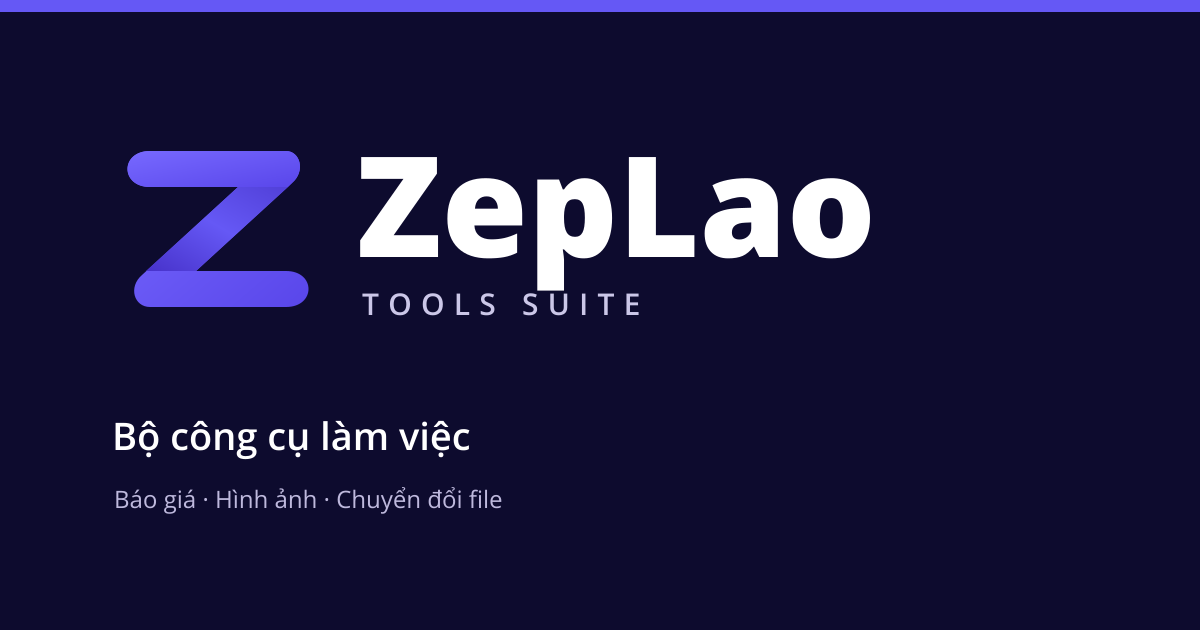 ZepLao
TOOLS SUITE
Bộ công cụ làm việc
Báo giá · Hình ảnh · Chuyển đổi file